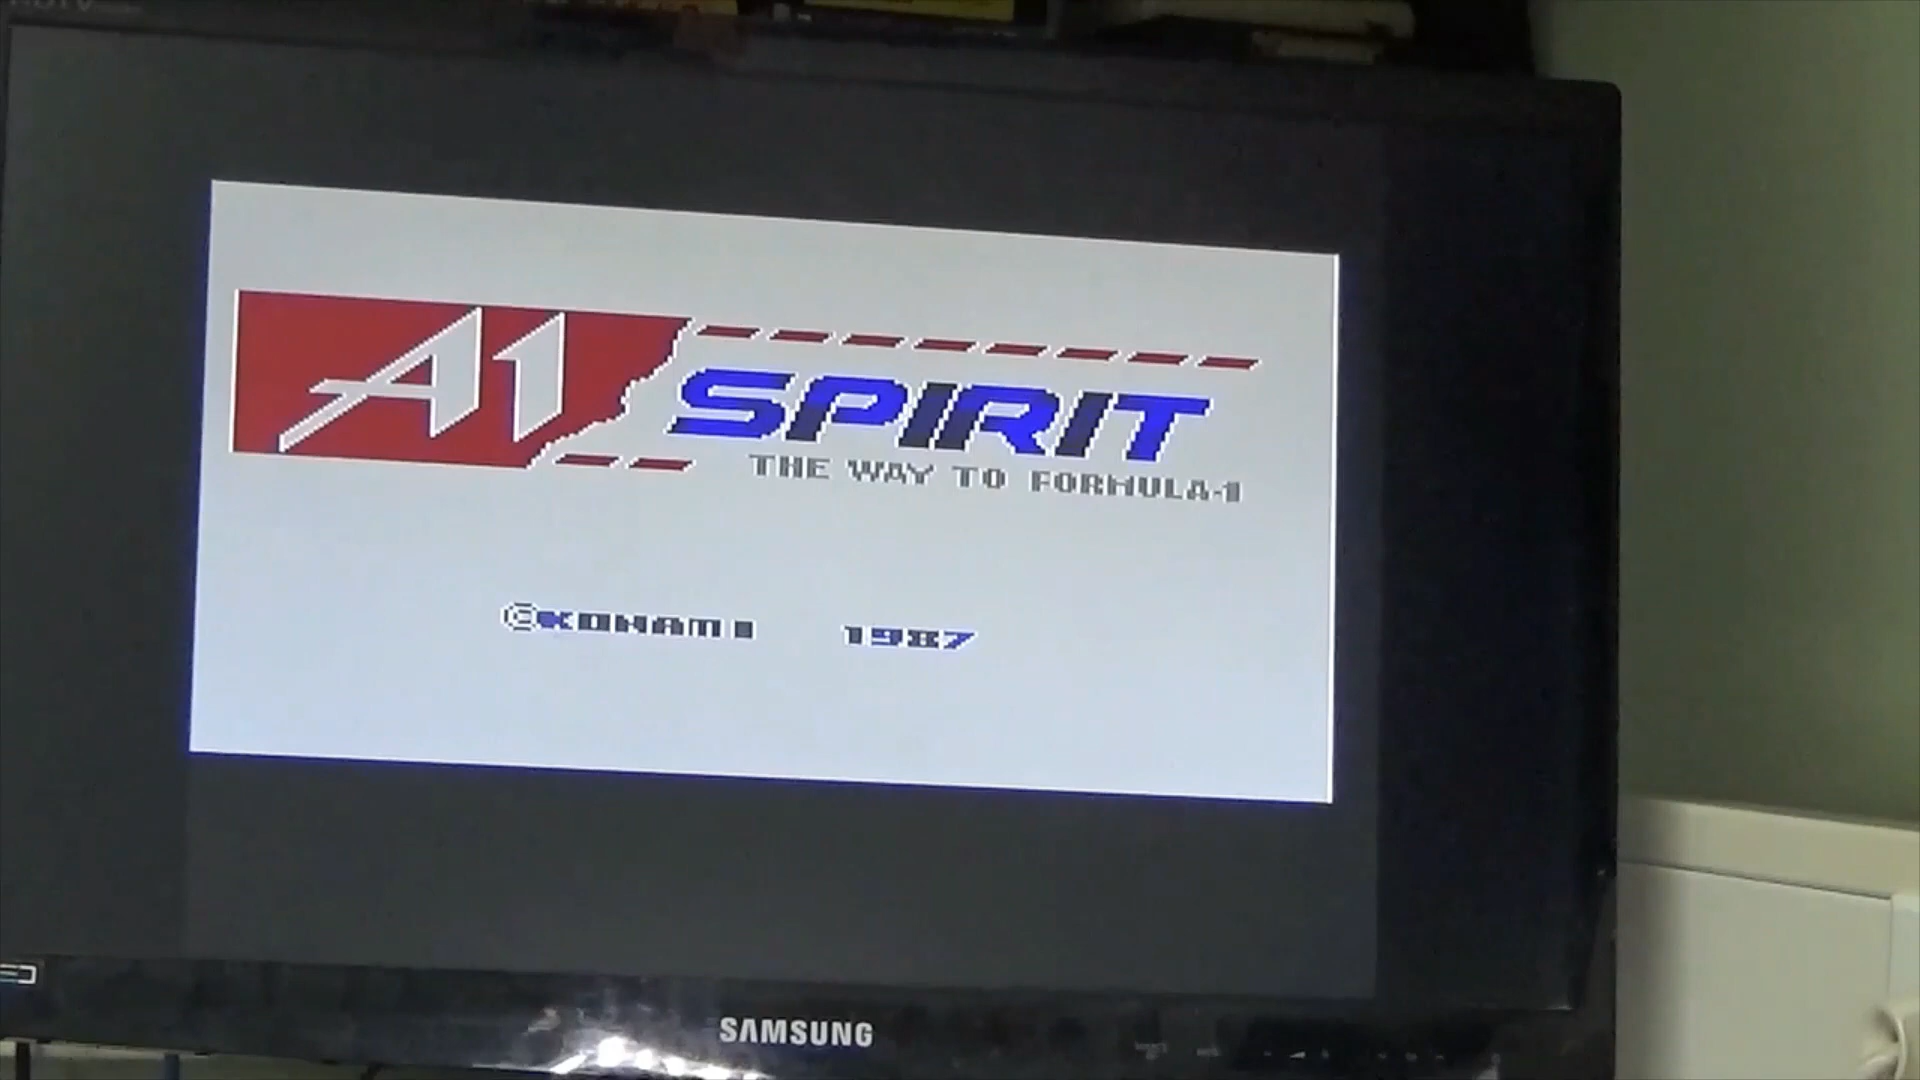 A1
SPIRIT
THE WAY TO FORMULA-1
©KONAMI 1987
SAMSUNG